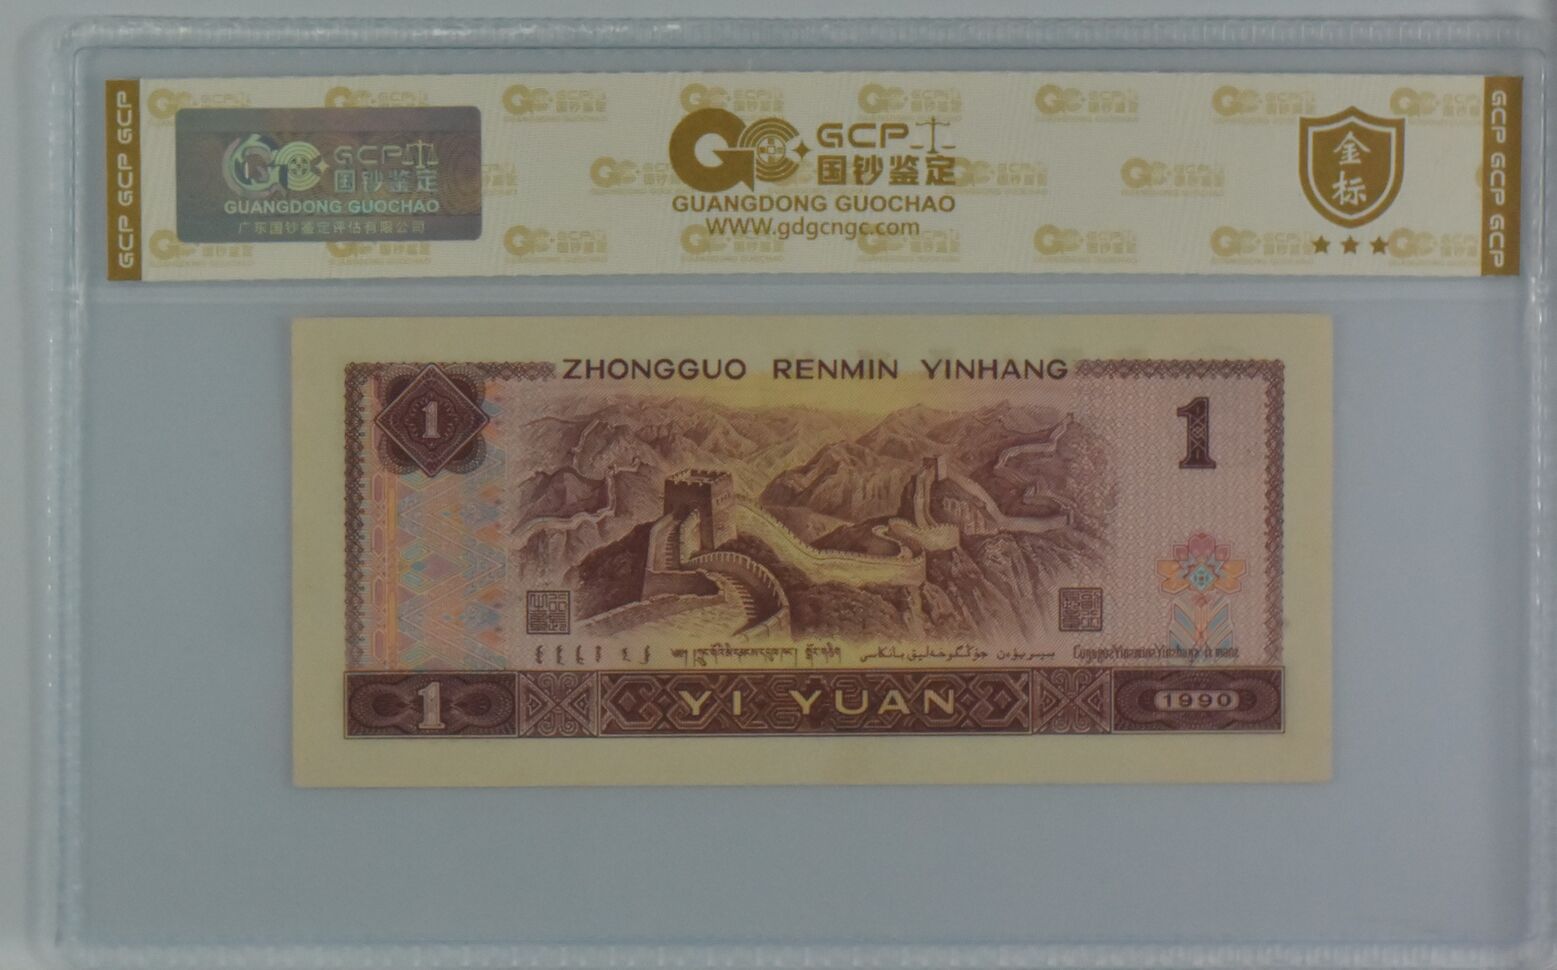 GCP GCP GCP
GCP
国钞鉴定
GUANGDONG GUOCHAO
广东国钞鉴定评估有限公司
GCP
国钞鉴定
GUANGDONG GUOCHAO
WWW.gdgcngc.com
金
标
GCP GCP GCP
ZHONGGUO RENMIN YINHANG
1
1
1
YI YUAN
1990